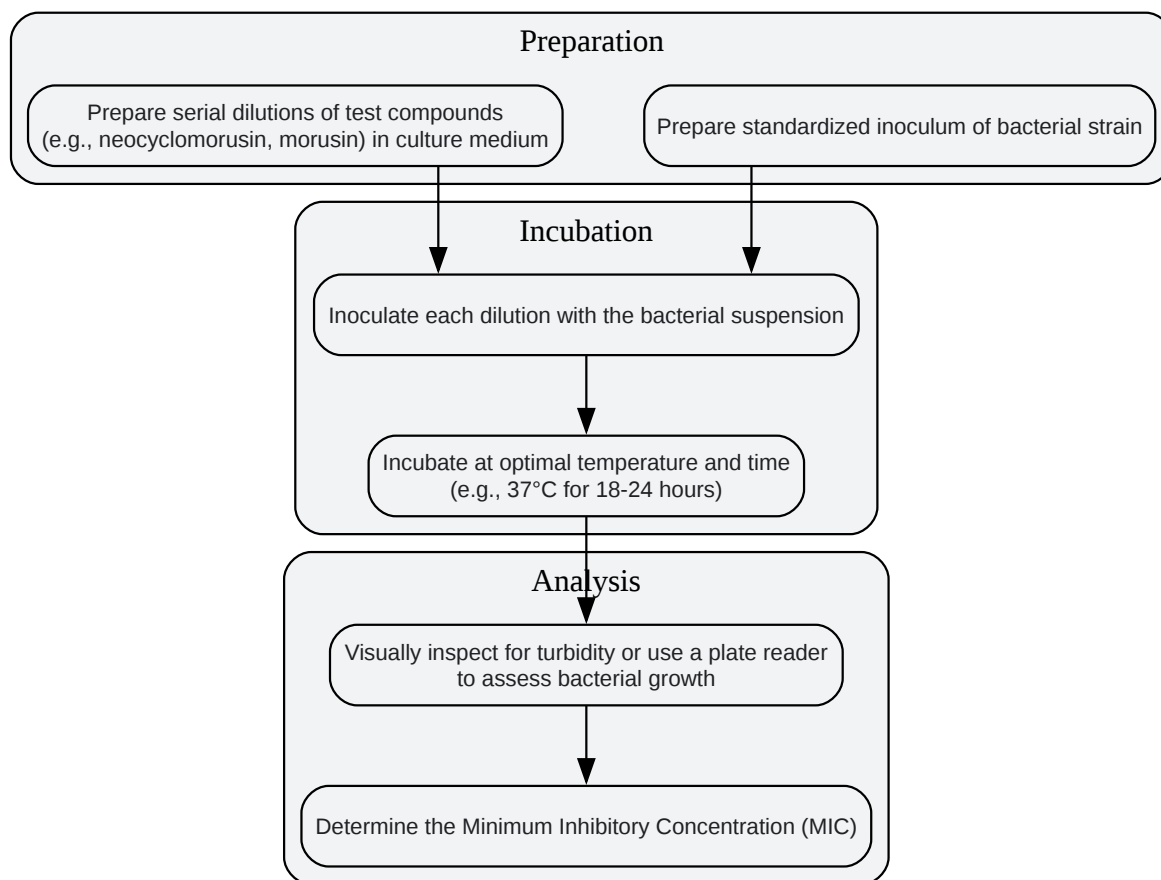 Preparation
Prepare serial dilutions of test compounds
(e.g., neocyclomorusin, morusin) in culture medium
Prepare standardized inoculum of bacterial strain
Incubation
Inoculate each dilution with the bacterial suspension
Incubate at optimal temperature and time
(e.g., 37°C for 18-24 hours)
Analysis
Visually inspect for turbidity or use a plate reader
to assess bacterial growth
Determine the Minimum Inhibitory Concentration (MIC)